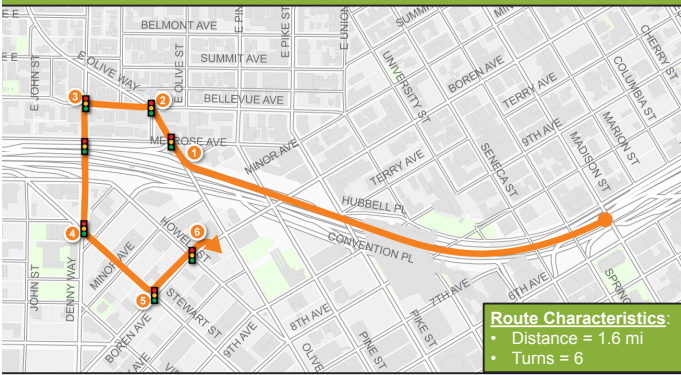 BELMONT AVE
SUMMIT AVE
BELLEVUE AVE
MELROSE AVE
E OLIVE WAY
E JOHN ST
E OLIVE ST
E PIKE ST
E UNION
UNIVERSITY ST
BOREN AVE
TERRY AVE
9TH AVE
CHERRY ST
COLUMBIA ST
MARION ST
MADISON ST
SENECA ST
MINOR AVE
TERRY AVE
HUBBELL PL
CONVENTION PL
7TH AVE
6TH AVE
PIKE ST
PINE ST
OLIVE
8TH AVE
9TH AVE
STEWART ST
HOWELL ST
MINOR AVE
BOREN AVE
DENNY WAY
JOHN ST
SPRING
1
2
3
4
5
6
Route Characteristics:
• Distance = 1.6 mi
• Turns = 6